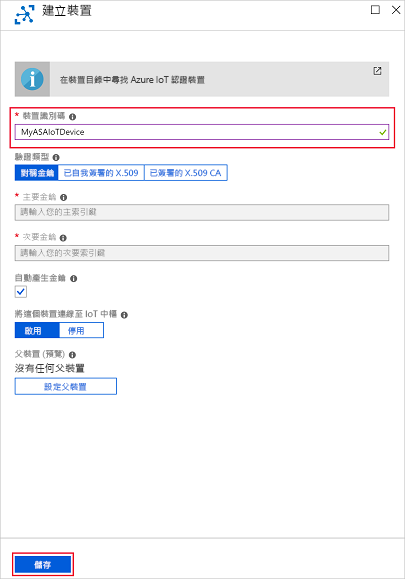 建立裝置
在裝置目錄中尋找 Azure IoT 認證裝置
* 裝置識別碼
MyASAIoTDevice
驗證類型
對稱金鑰 已自我簽署的 X.509 已簽署的 X.509 CA
* 主要金鑰
請輸入您的主索引鍵
* 次要金鑰
請輸入您的次要索引鍵
自動產生金鑰
將這個裝置連線至 IoT 中樞
啟用 停用
父裝置 (預覽)
沒有任何父裝置
設定父裝置
儲存